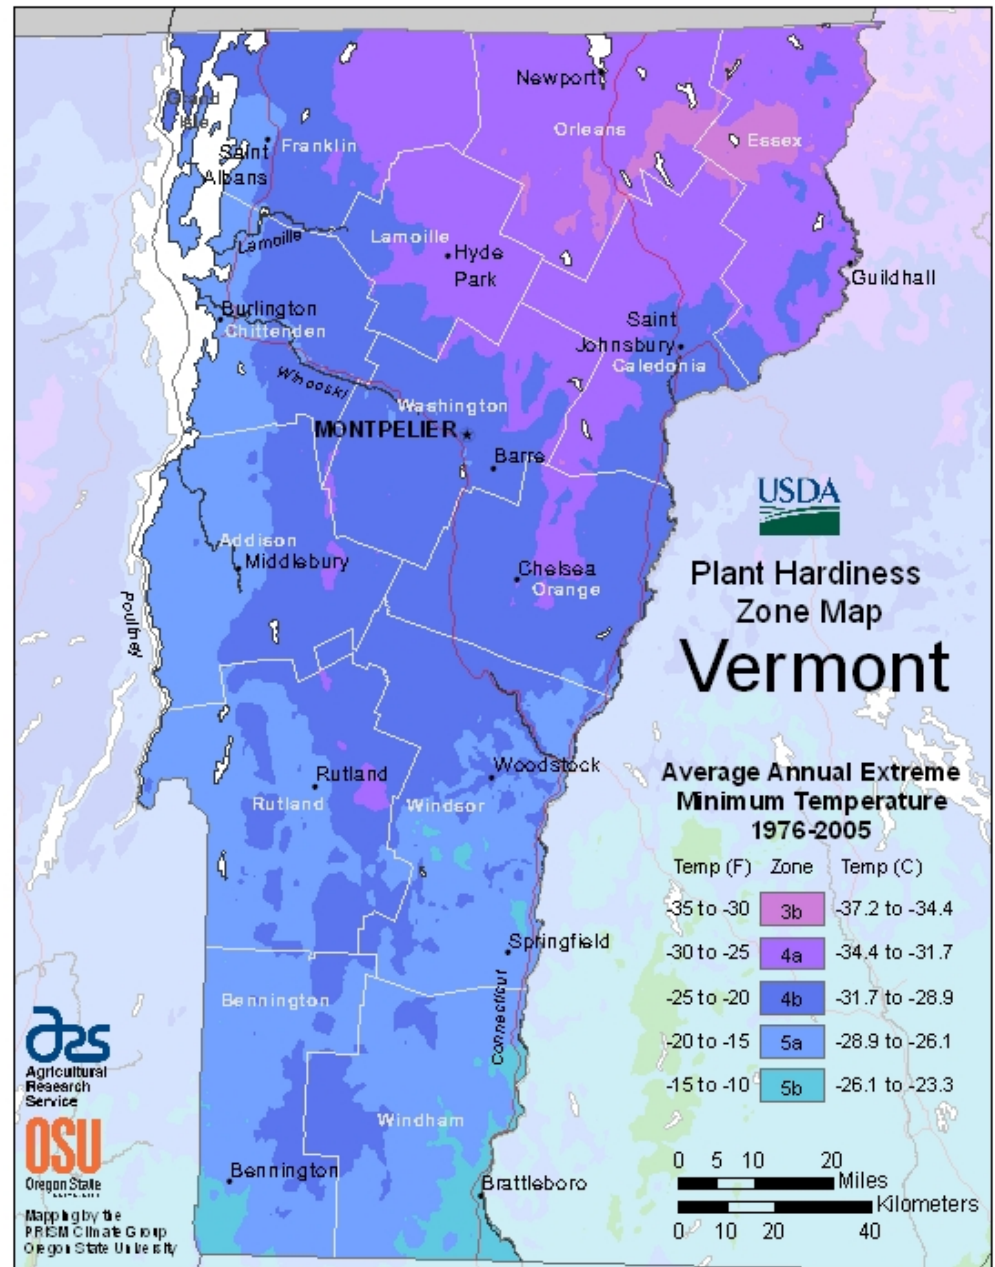 Newport
Grand
Isle
Orleans
Essex
Franklin
Saint
Albans
Lamoille
Lamoille
Hyde
Park
Guildhall
Burlington
Chittenden
Saint
Johnsbury
Caledonia
Winooski
Washington
MONTPELIER
Barre
USDA
Addison
Middlebury
Chelsea
Orange
Plant Hardiness
Zone Map
Vermont
Poultney
Woodstock
Rutland
Rutland
Windsor
Average Annual Extreme
Minimum Temperature
1976-2005
Temp (F) Zone Temp (C)
-35 to -30 3b -37.2 to -34.4
-30 to -25 4a -34.4 to -31.7
-25 to -20 4b -31.7 to -28.9
-20 to -15 5a -28.9 to -26.1
-15 to -10 5b -26.1 to -23.3
Springfield
Connecticut
Bennington
Windham
Bennington
Brattleboro
ars
Agricultural
Research
Service
OSU
Oregon State
Mapping by the
PRISM Climate Group
Oregon State University
0 5 10 20
Miles
Kilometers
0 10 20 40